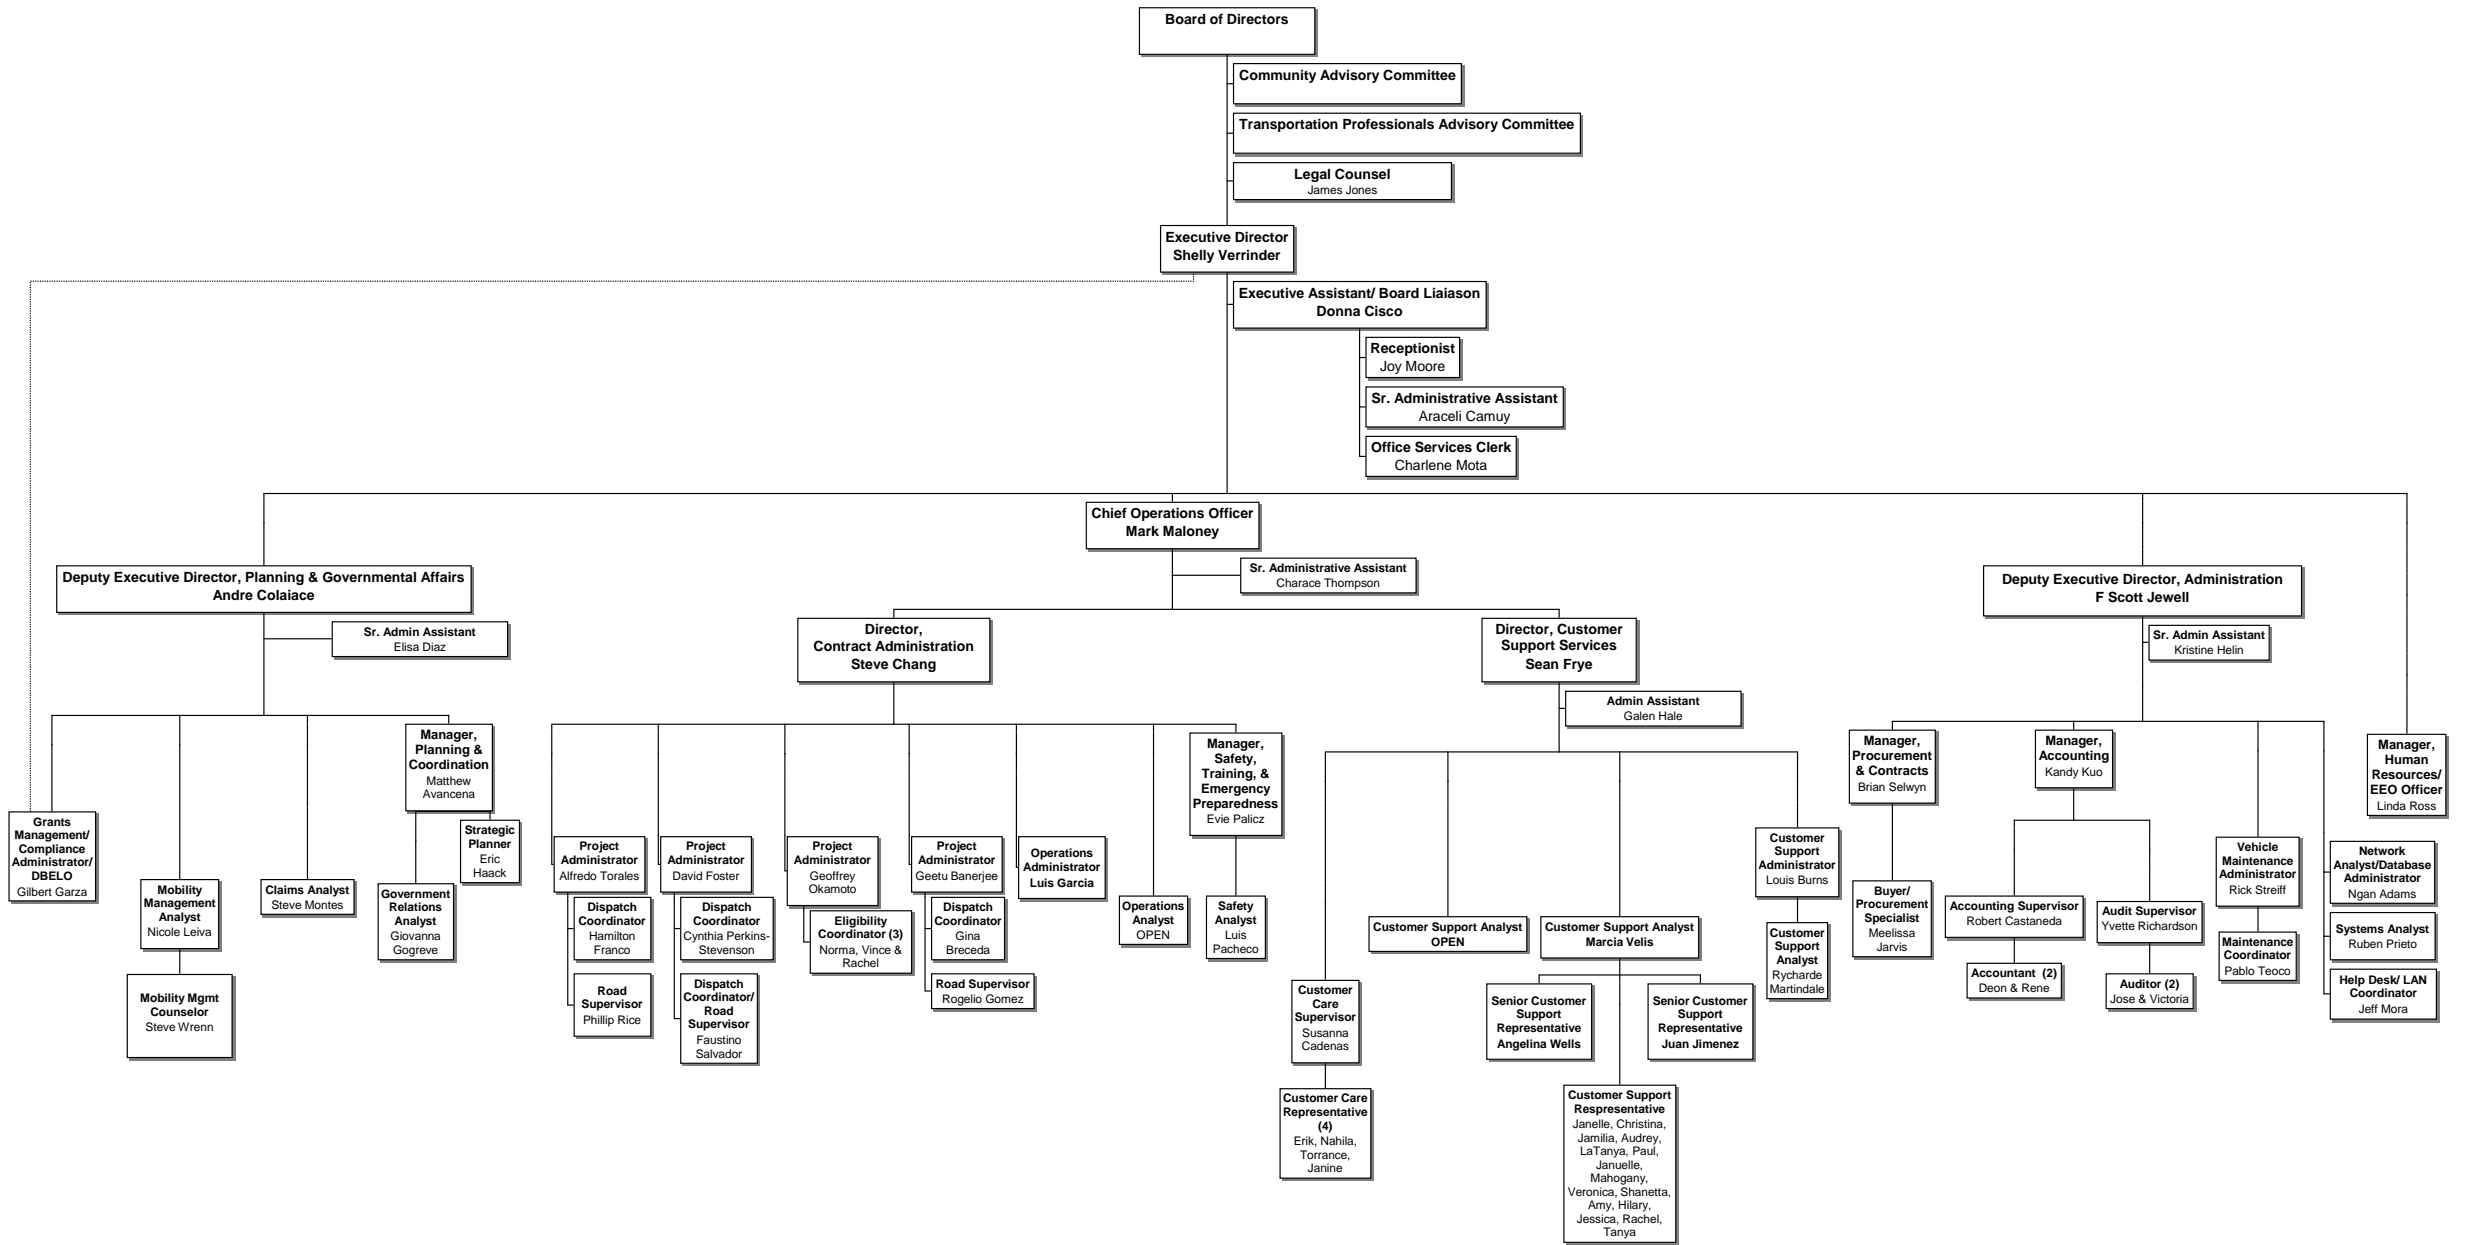 Board of Directors
Community Advisory Committee
Transportation Professionals Advisory Committee
Legal Counsel
James Jones
Executive Director
Shelly Verrinder
Executive Assistant/ Board Liaiason
Donna Cisco
Receptionist
Joy Moore
Sr. Administrative Assistant
Araceli Camuy
Office Services Clerk
Charlene Mota
Chief Operations Officer
Mark Maloney
Sr. Administrative Assistant
Charace Thompson
Deputy Executive Director, Planning & Governmental Affairs
Andre Colaiace
Sr. Admin Assistant
Elisa Diaz
Director,
Contract Administration
Steve Chang
Director, Customer
Support Services
Sean Frye
Admin Assistant
Galen Hale
Deputy Executive Director, Administration
F Scott Jewell
Sr. Admin Assistant
Kristine Helin
Grants
Management/
Compliance
Administrator/
DBELO
Gilbert Garza
Mobility
Management
Analyst
Nicole Leiva
Mobility Mgmt
Counselor
Steve Wrenn
Claims Analyst
Steve Montes
Manager,
Planning &
Coordination
Matthew
Avancena
Strategic
Planner
Eric
Haack
Government
Relations
Analyst
Giovanna
Gogreve
Project
Administrator
Alfredo Torales
Dispatch
Coordinator
Hamilton
Franco
Road
Supervisor
Phillip Rice
Project
Administrator
David Foster
Dispatch
Coordinator
Cynthia Perkins-
Stevenson
Dispatch
Coordinator/
Road
Supervisor
Faustino
Salvador
Project
Administrator
Geoffrey
Okamoto
Eligibility
Coordinator (3)
Norma, Vince &
Rachel
Project
Administrator
Geetu Banerjee
Dispatch
Coordinator
Gina
Breceda
Road Supervisor
Rogelio Gomez
Operations
Administrator
Luis Garcia
Operations
Analyst
OPEN
Manager,
Safety,
Training, &
Emergency
Preparedness
Evie Palicz
Safety
Analyst
Luis
Pacheco
Customer
Care
Supervisor
Susanna
Cadenas
Customer Care
Representative
(4)
Erik, Nahila,
Torrance,
Janine
Customer Support Analyst
OPEN
Customer Support Analyst
Marcia Velis
Senior Customer
Support
Representative
Angelina Wells
Senior Customer
Support
Representative
Juan Jimenez
Customer Support
Respresentative
Janelle, Christina,
Jamilia, Audrey,
LaTanya, Paul,
Januelle,
Mahogany,
Veronica, Shanetta,
Amy, Hilary,
Jessica, Rachel,
Tanya
Customer
Support
Administrator
Louis Burns
Customer
Support
Analyst
Rycharde
Martindale
Manager,
Procurement
& Contracts
Brian Selwyn
Buyer/
Procurement
Specialist
Meelissa
Jarvis
Manager,
Accounting
Kandy Kuo
Accounting Supervisor
Robert Castaneda
Accountant (2)
Deon & Rene
Audit Supervisor
Yvette Richardson
Auditor (2)
Jose & Victoria
Vehicle
Maintenance
Administrator
Rick Streiff
Maintenance
Coordinator
Pablo Teoco
Network
Analyst/Database
Administrator
Ngan Adams
Systems Analyst
Ruben Prieto
Help Desk/ LAN
Coordinator
Jeff Mora
Manager,
Human
Resources/
EEO Officer
Linda Ross